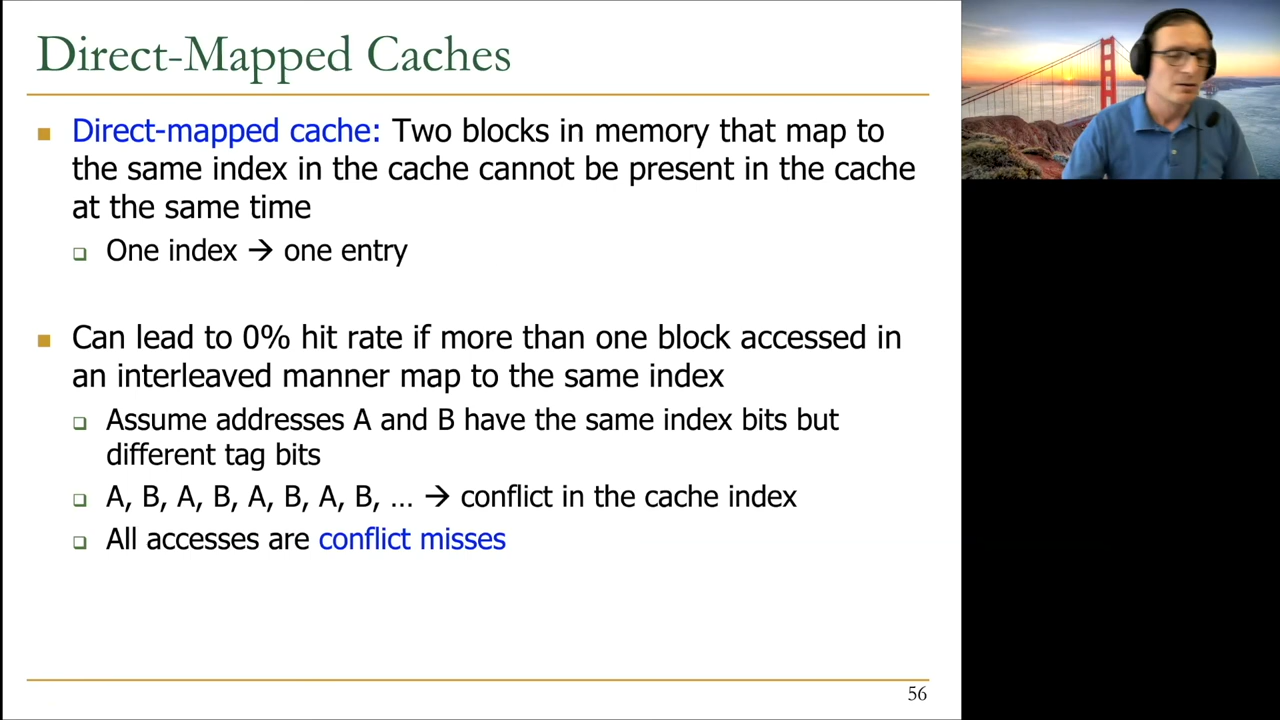 Direct-Mapped Caches
■ Direct-mapped cache: Two blocks in memory that map to
the same index in the cache cannot be present in the cache
at the same time
❑ One index → one entry
■ Can lead to 0% hit rate if more than one block accessed in
an interleaved manner map to the same index
❑ Assume addresses A and B have the same index bits but
different tag bits
❑ A, B, A, B, A, B, A, B, … → conflict in the cache index
❑ All accesses are conflict misses
56